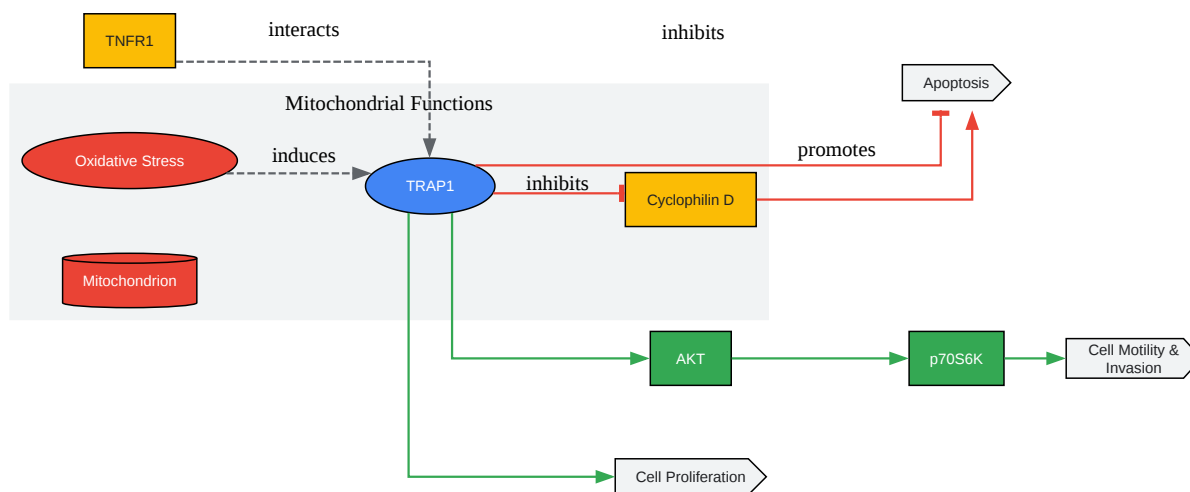 interacts
inhibits
TNFR1
Apoptosis
Mitochondrial Functions
Oxidative Stress
induces
promotes
TRAP1
inhibits
Cyclophilin D
Mitochondrion
AKT
p70S6K
Cell Motility &
Invasion
Cell Proliferation